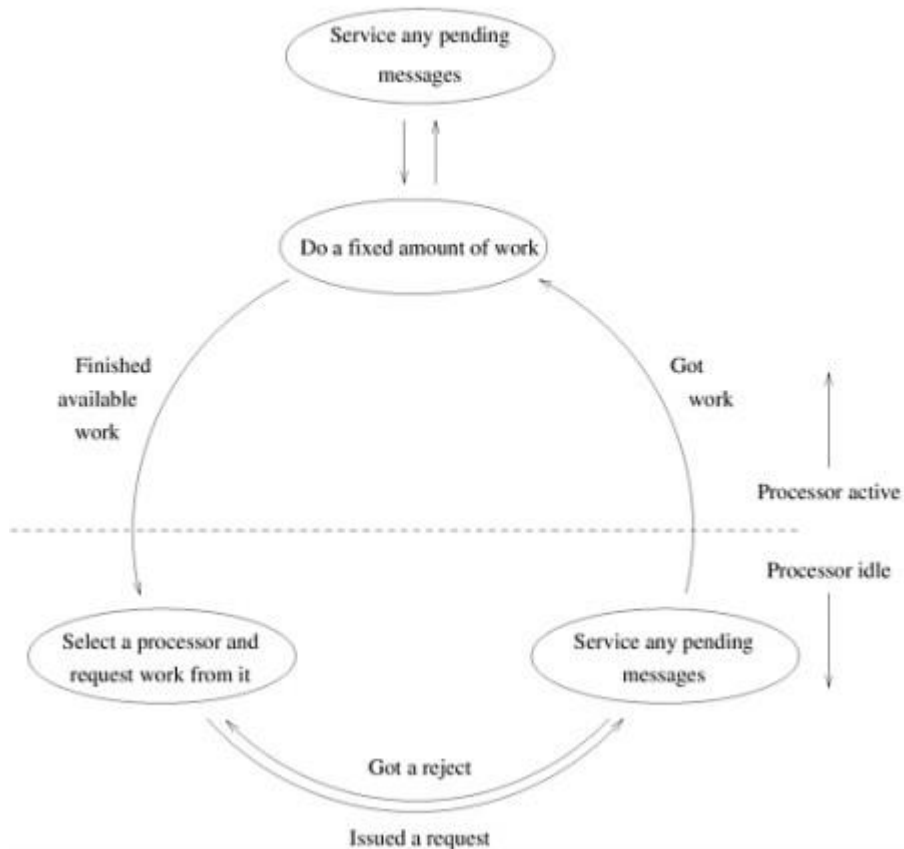 Service any pending
messages
Do a fixed amount of work
Finished
available
work
Got
work
Processor active
Processor idle
Select a processor and
request work from it
Service any pending
messages
Got a reject
Issued a request